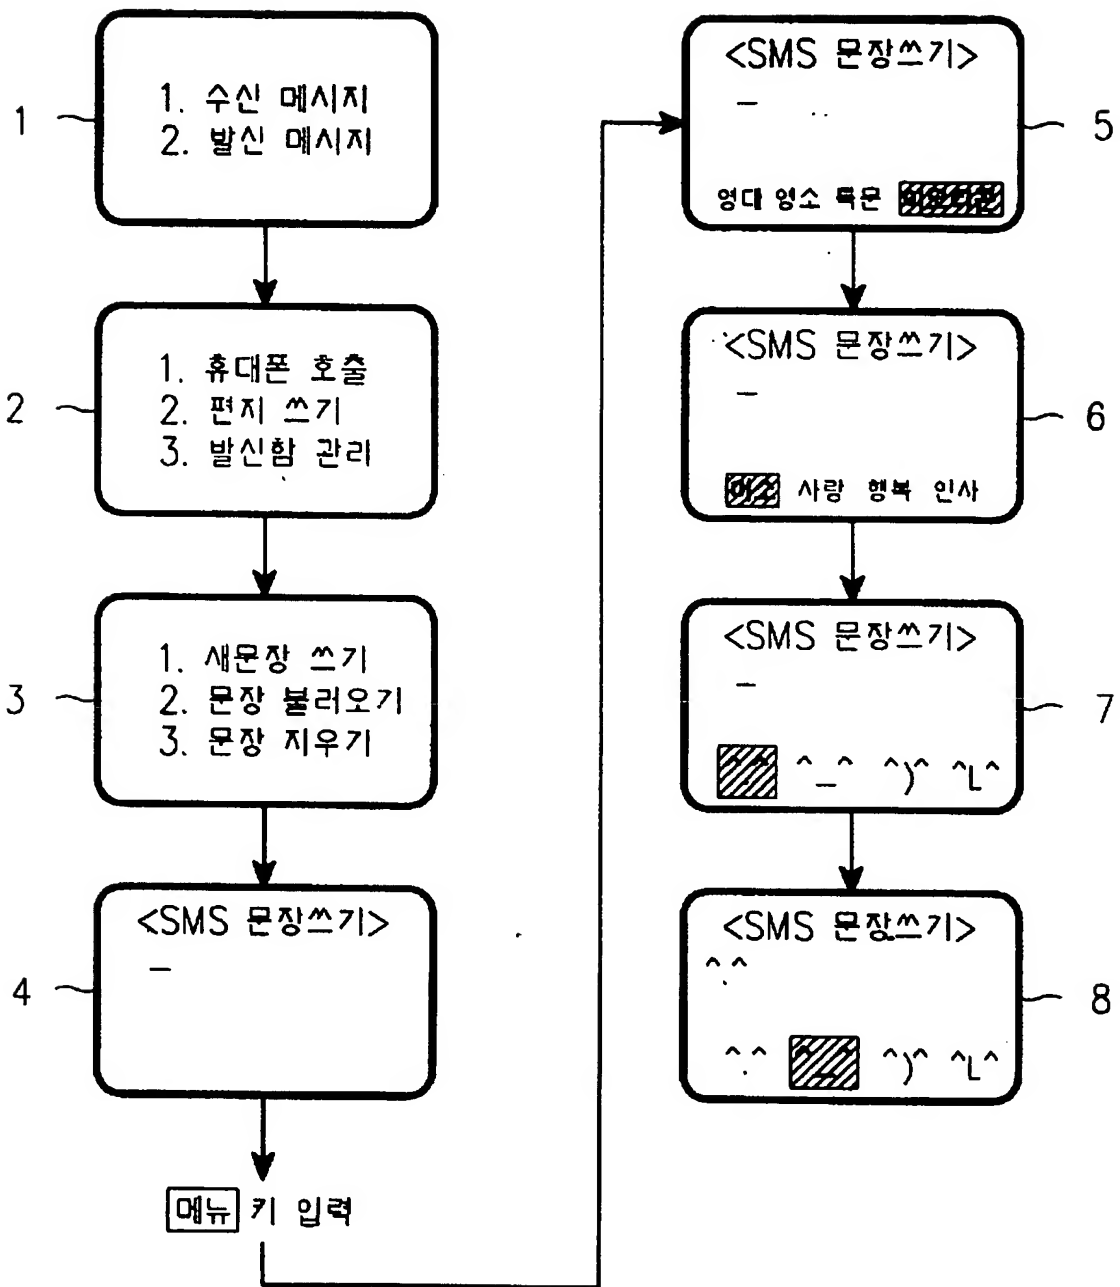 1
1. 수신 메시지
2. 발신 메시지
2
1. 휴대폰 호출
2. 편지 쓰기
3. 발신함 관리
3
1. 새문장 쓰기
2. 문장 불러오기
3. 문장 지우기
4
<SMS 문장쓰기>
_
메뉴 키 입력
5
<SMS 문장쓰기>
_
영대 영소 특문
6
<SMS 문장쓰기>
_
사랑 행복 인사
7
<SMS 문장쓰기>
_
^.^ ^_^ ^)^ ^L^
8
<SMS 문장쓰기>
^.^
^.^ ^_^ ^)^ ^L^